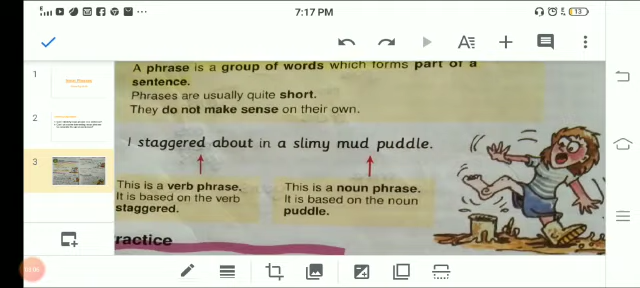 7:17 PM
13
1
2
3
A phrase is a group of words which forms part of a
sentence.
Phrases are usually quite short.
They do not make sense on their own.
I staggered about in a slimy mud puddle.
This is a verb phrase.
It is based on the verb
staggered.
This is a noun phrase.
It is based on the noun
puddle.
ractice